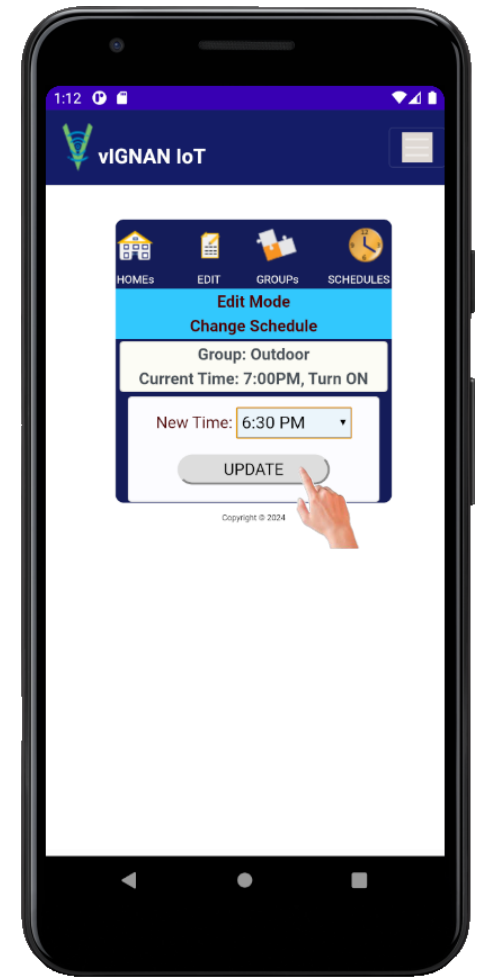 1:12
vIGNAN IoT
HOMEs EDIT GROUPs SCHEDULES
Edit Mode
Change Schedule
Group: Outdoor
Current Time: 7:00PM, Turn ON
New Time: 6:30 PM
UPDATE
Copyright © 2024